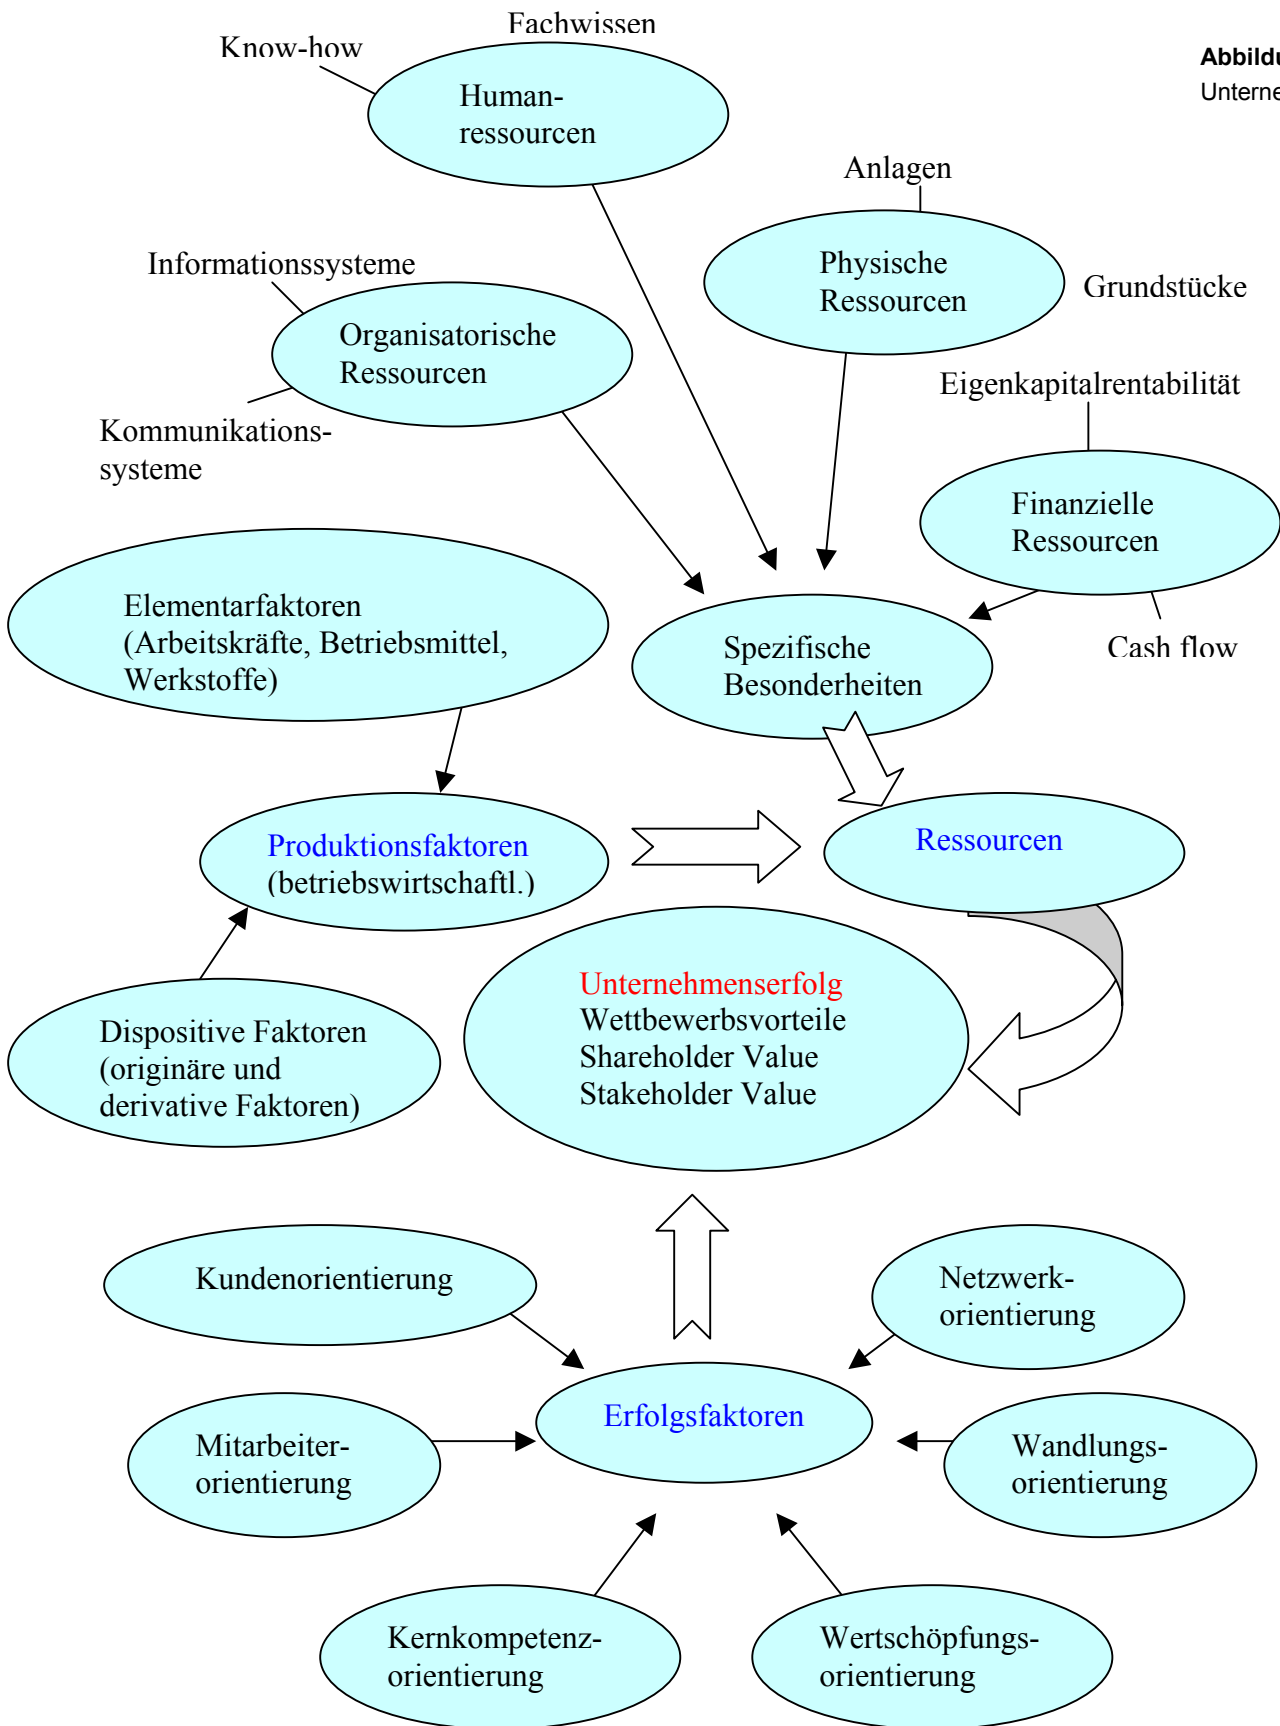 Fachwissen
Know-how
Human-
ressourcen
Anlagen
Physische
Ressourcen
Grundstücke
Informationssysteme
Organisatorische
Ressourcen
Kommunikations-
systeme
Eigenkapitalrentabilität
Finanzielle
Ressourcen
Cash flow
Elementarfaktoren
(Arbeitskräfte, Betriebsmittel,
Werkstoffe)
Spezifische
Besonderheiten
Produktionsfaktoren
(betriebswirtschaftl.)
Ressourcen
Dispositive Faktoren
(originäre und
derivative Faktoren)
Unternehmenserfolg
Wettbewerbsvorteile
Shareholder Value
Stakeholder Value
Kundenorientierung
Netzwerk-
orientierung
Erfolgsfaktoren
Mitarbeiter-
orientierung
Wandlungs-
orientierung
Kernkompetenz-
orientierung
Wertschöpfungs-
orientierung